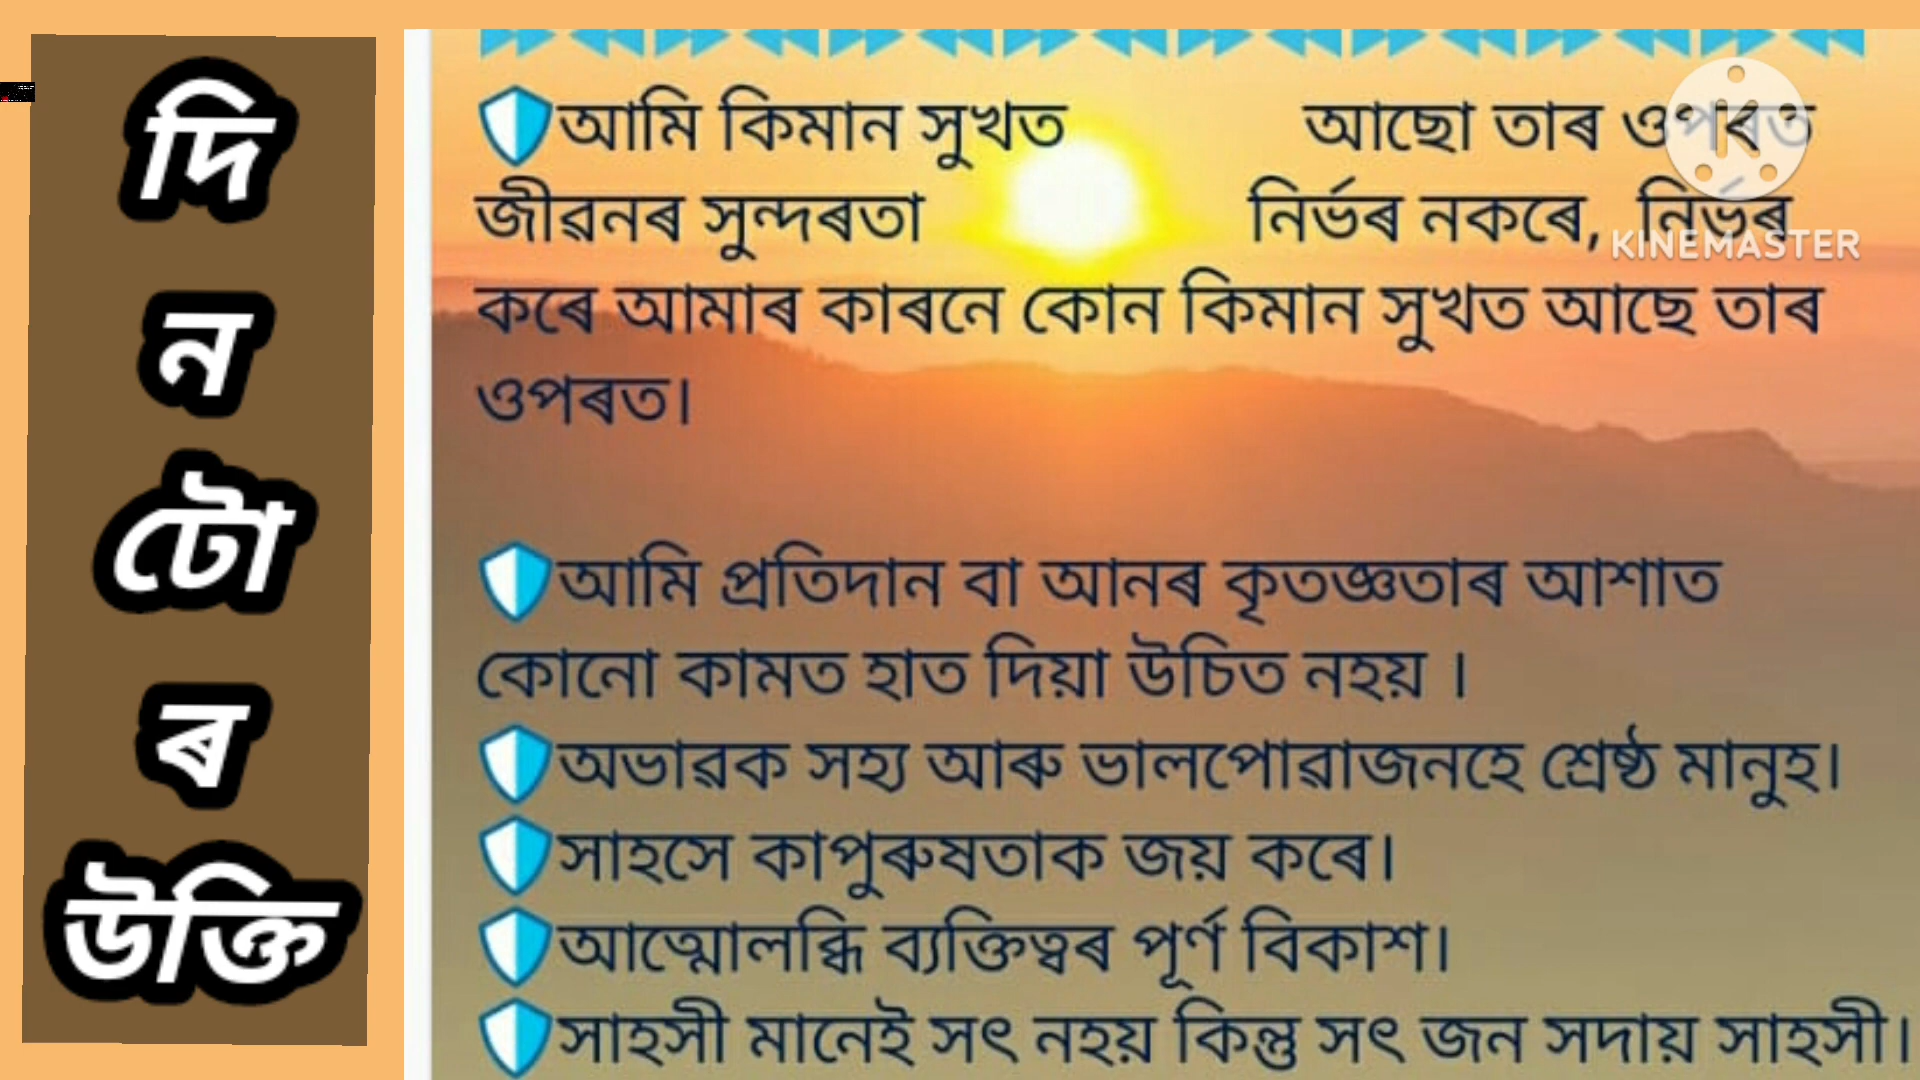 দি
ন
টো
ৰ
উক্তি
আমি কিমান সুখত আছো তাৰ ওপৰত
জীৱনৰ সুন্দৰতা নিৰ্ভৰ নকৰে, নিৰ্ভৰ
কৰে আমাৰ কাৰনে কোন কিমান সুখত আছে তাৰ
ওপৰত।
আমি প্ৰতিদান বা আনৰ কৃতজ্ঞতাৰ আশাত
কোনো কামত হাত দিয়া উচিত নহয় ।
অভাৱক সহ্য আৰু ভালপোৱাজনহে শ্ৰেষ্ঠ মানুহ।
সাহসে কাপুৰুষতাক জয় কৰে।
আত্মোলব্ধি ব্যক্তিত্বৰ পূৰ্ণ বিকাশ।
সাহসী মানেই সৎ নহয় কিন্তু সৎ জন সদায় সাহসী।
K
KINEMASTER